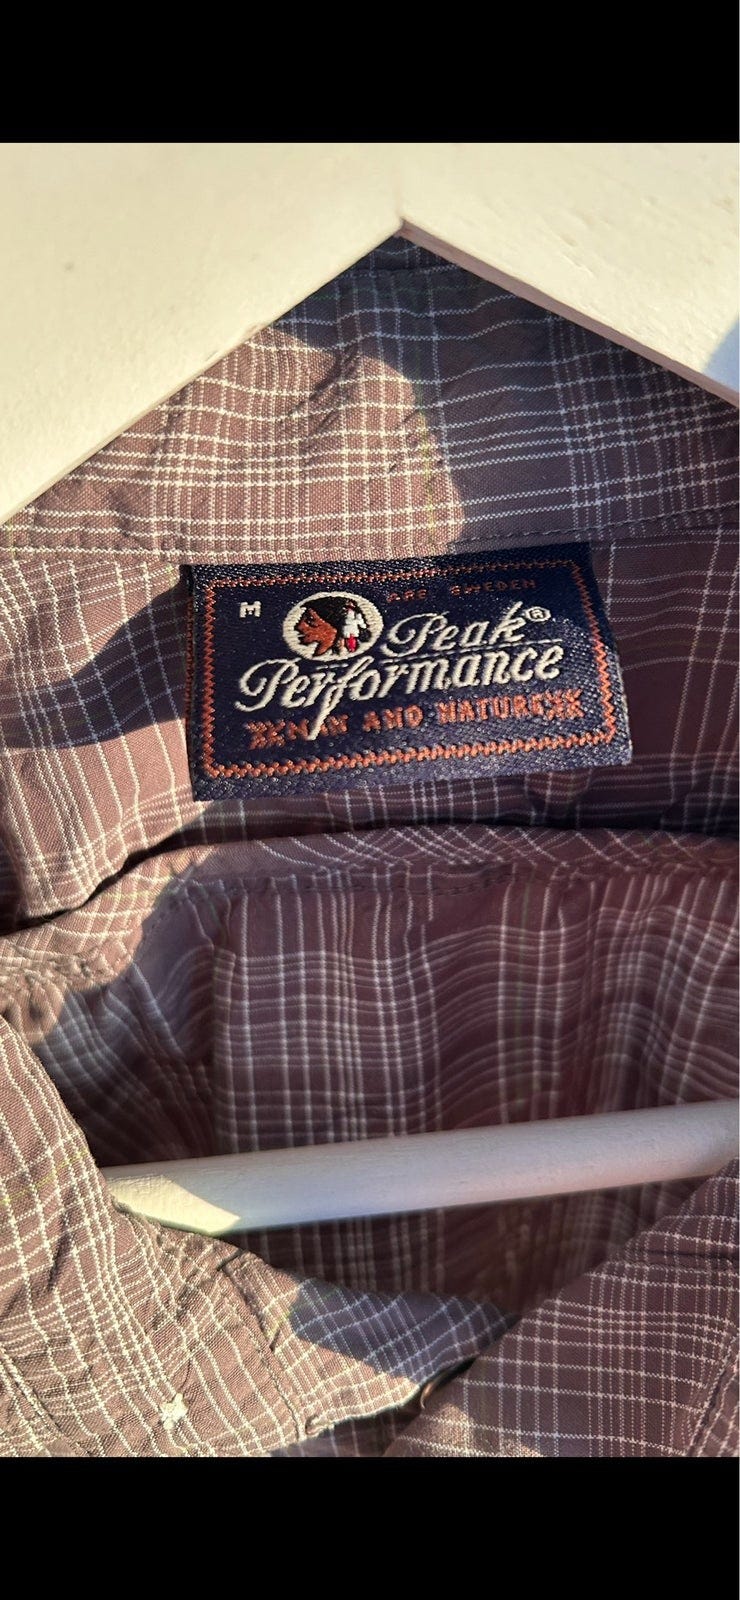 M
ÅRE SWEDEN
Peak®
Performance
MAN AND NATURE